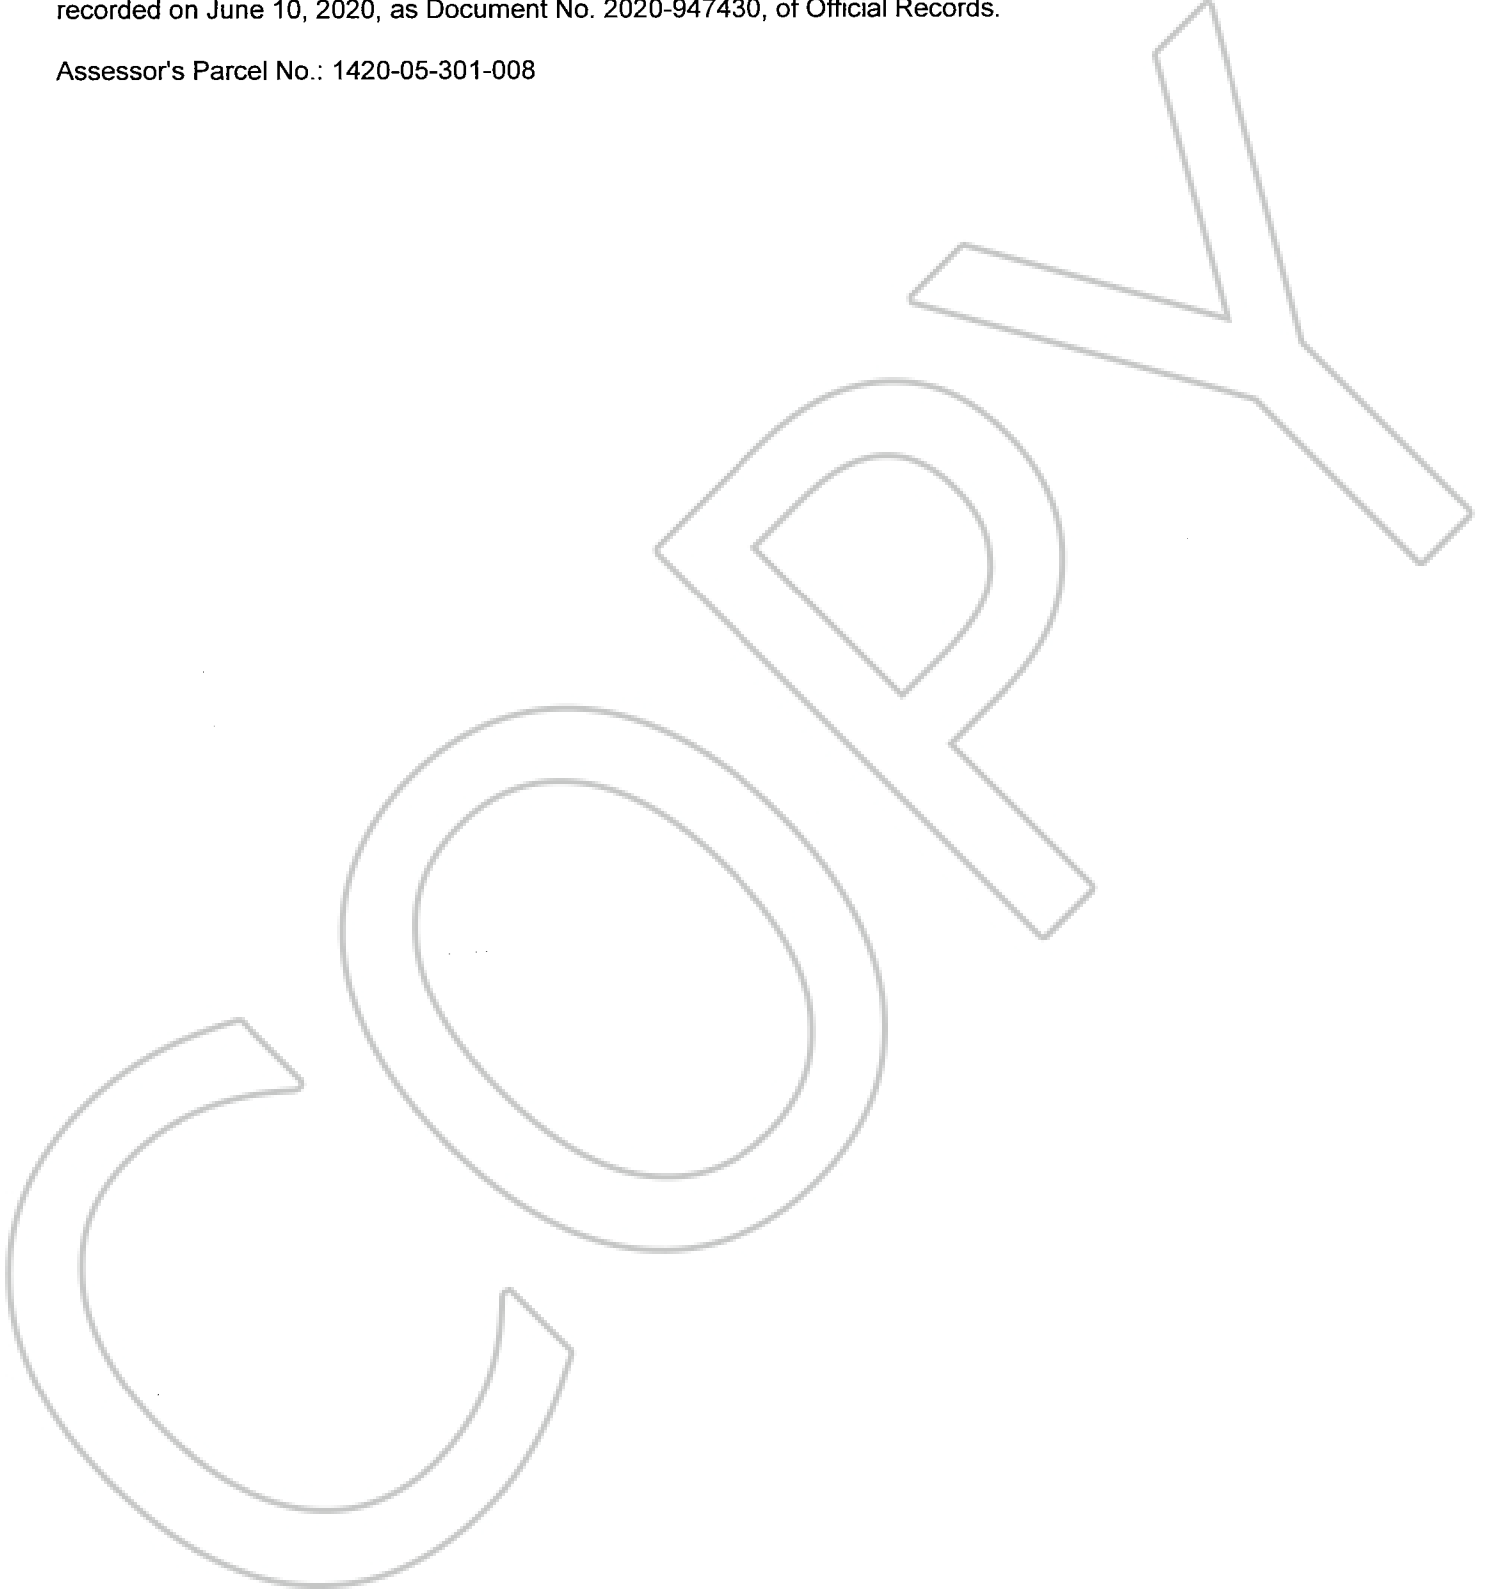 recorded on June 10, 2020, as Document No. 2020-947430, of Official Records.
Assessor's Parcel No.: 1420-05-301-008
COPY